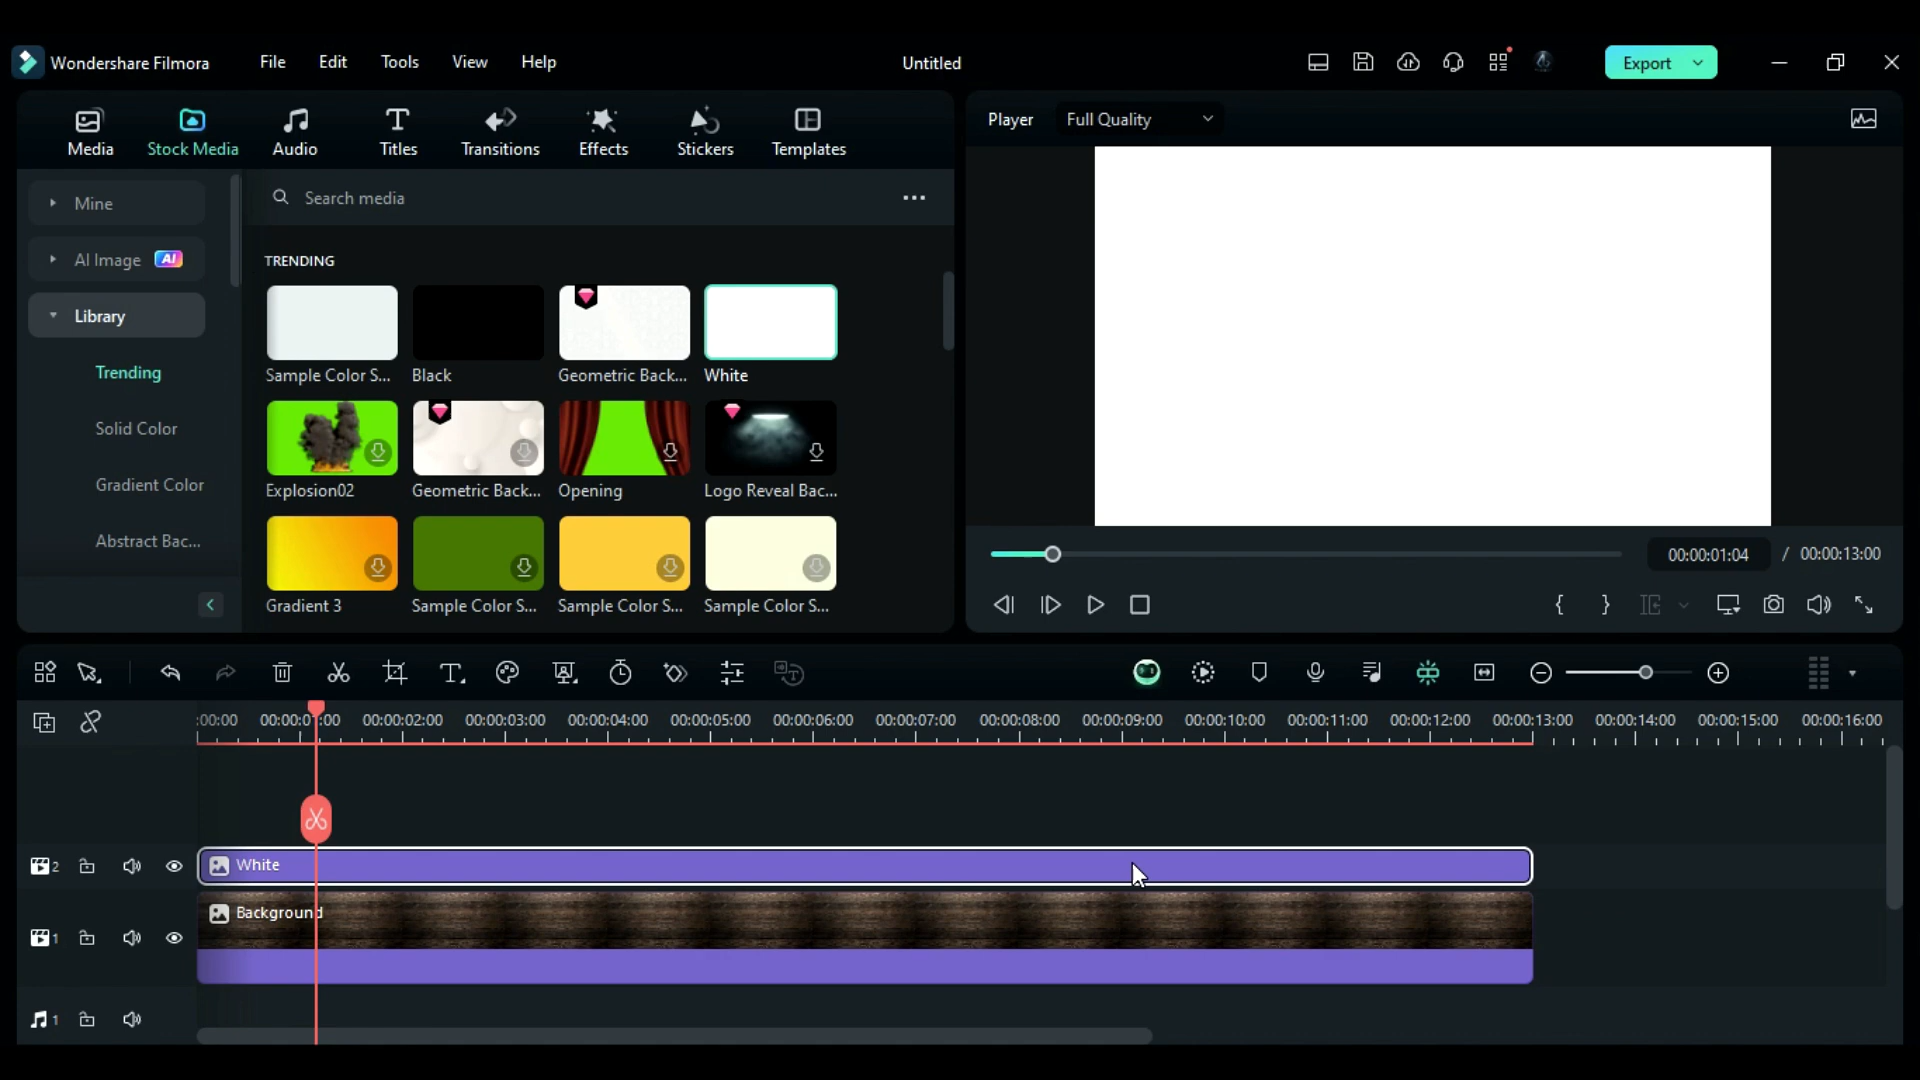 Wondershare Filmora File Edit Tools View Help Untitled Export
Media Stock Media Audio Titles Transitions Effects Stickers Templates
Player Full Quality
Mine
AI Image AI
Library
Trending
Solid Color
Gradient Color
Abstract Bac...
Search media
TRENDING
Sample Color S... Black Geometric Back... White
Explosion02 Geometric Back... Opening Logo Reveal Bac...
Gradient 3 Sample Color S... Sample Color S... Sample Color S...
00:00:01:04 / 00:00:13:00
:00:00 00:00:01:00 00:00:02:00 00:00:03:00 00:00:04:00 00:00:05:00 00:00:06:00 00:00:07:00 00:00:08:00 00:00:09:00 00:00:10:00 00:00:11:00 00:00:12:00 00:00:13:00 00:00:14:00 00:00:15:00 00:00:16:00
2 White
1 Background
1